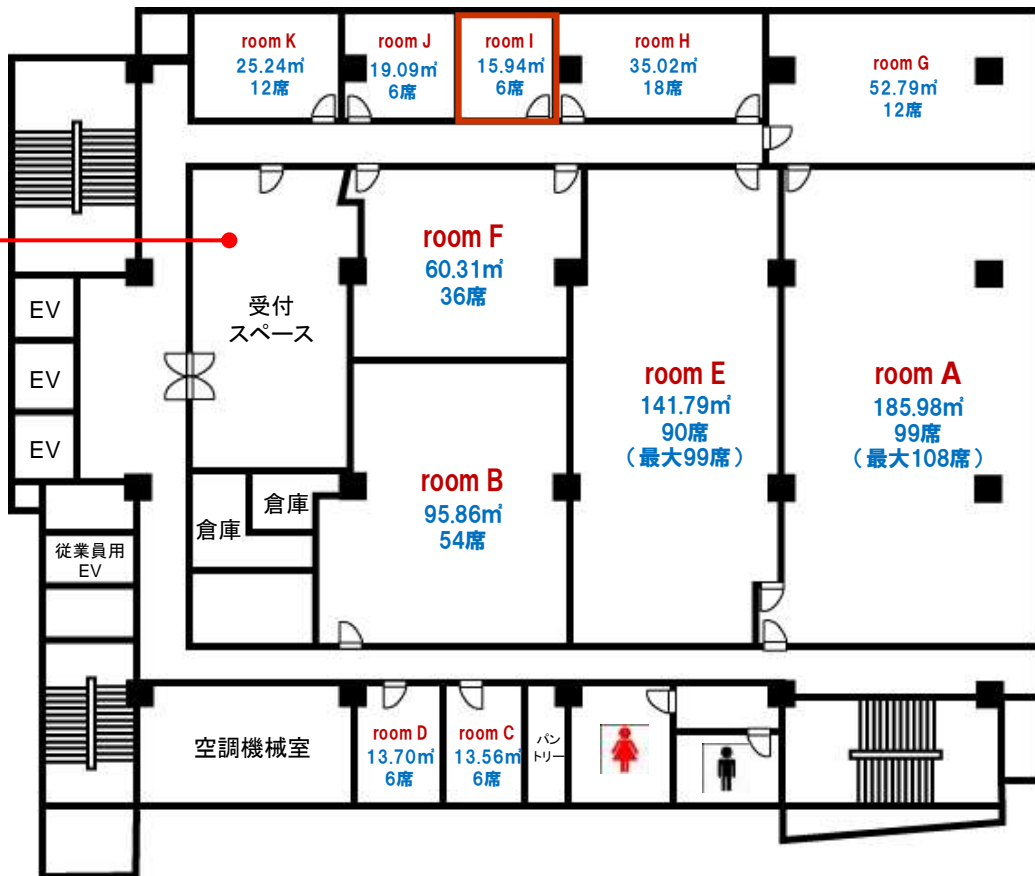 room K
25.24㎡
12席
room J
19.09㎡
6席
room I
15.94㎡
6席
room H
35.02㎡
18席
room G
52.79㎡
12席
room F
60.31㎡
36席
受付
スペース
EV
EV
EV
room E
141.79㎡
90席
(最大99席)
room A
185.98㎡
99席
(最大108席)
room B
95.86㎡
54席
倉庫
倉庫
従業員用
EV
空調機械室
room D
13.70㎡
6席
room C
13.56㎡
6席
パン
トリー